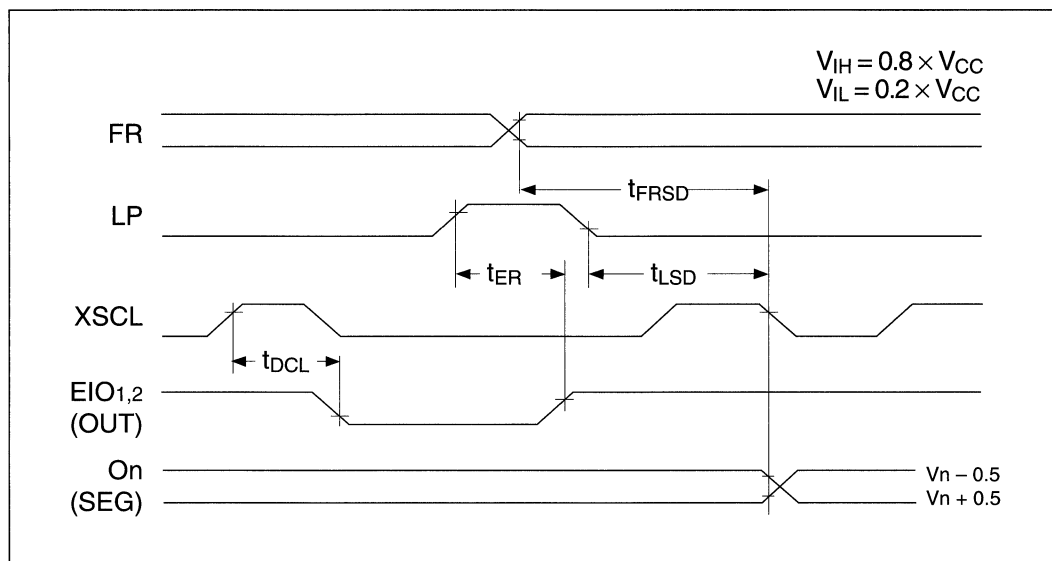 VIH = 0.8 × VCC
VIL = 0.2 × VCC
FR
tFRSD
LP
tER
tLSD
XSCL
tDCL
EIO1,2
(OUT)
On
(SEG)
Vn – 0.5
Vn + 0.5